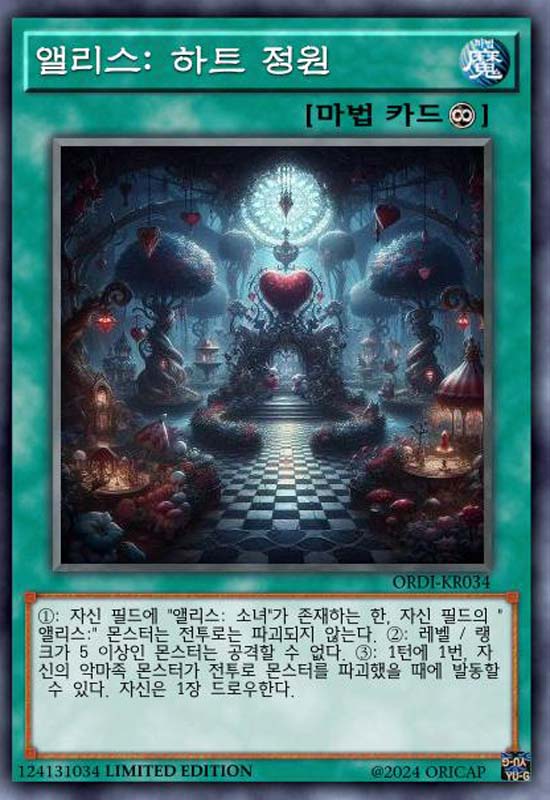 앨리스: 하트 정원
마법
魔
[마법 카드∞]
ORDI-KR034
①: 자신 필드에 "앨리스: 소녀"가 존재하는 한, 자신 필드의 "
앨리스:" 몬스터는 전투로는 파괴되지 않는다. ②: 레벨 / 랭
크가 5 이상인 몬스터는 공격할 수 없다. ③: 1턴에 1번, 자
신의 악마족 몬스터가 전투로 몬스터를 파괴했을 때에 발동할
수 있다. 자신은 1장 드로우한다.
124131034 LIMITED EDITION
@2024 ORICAP
YU-G
YU-G